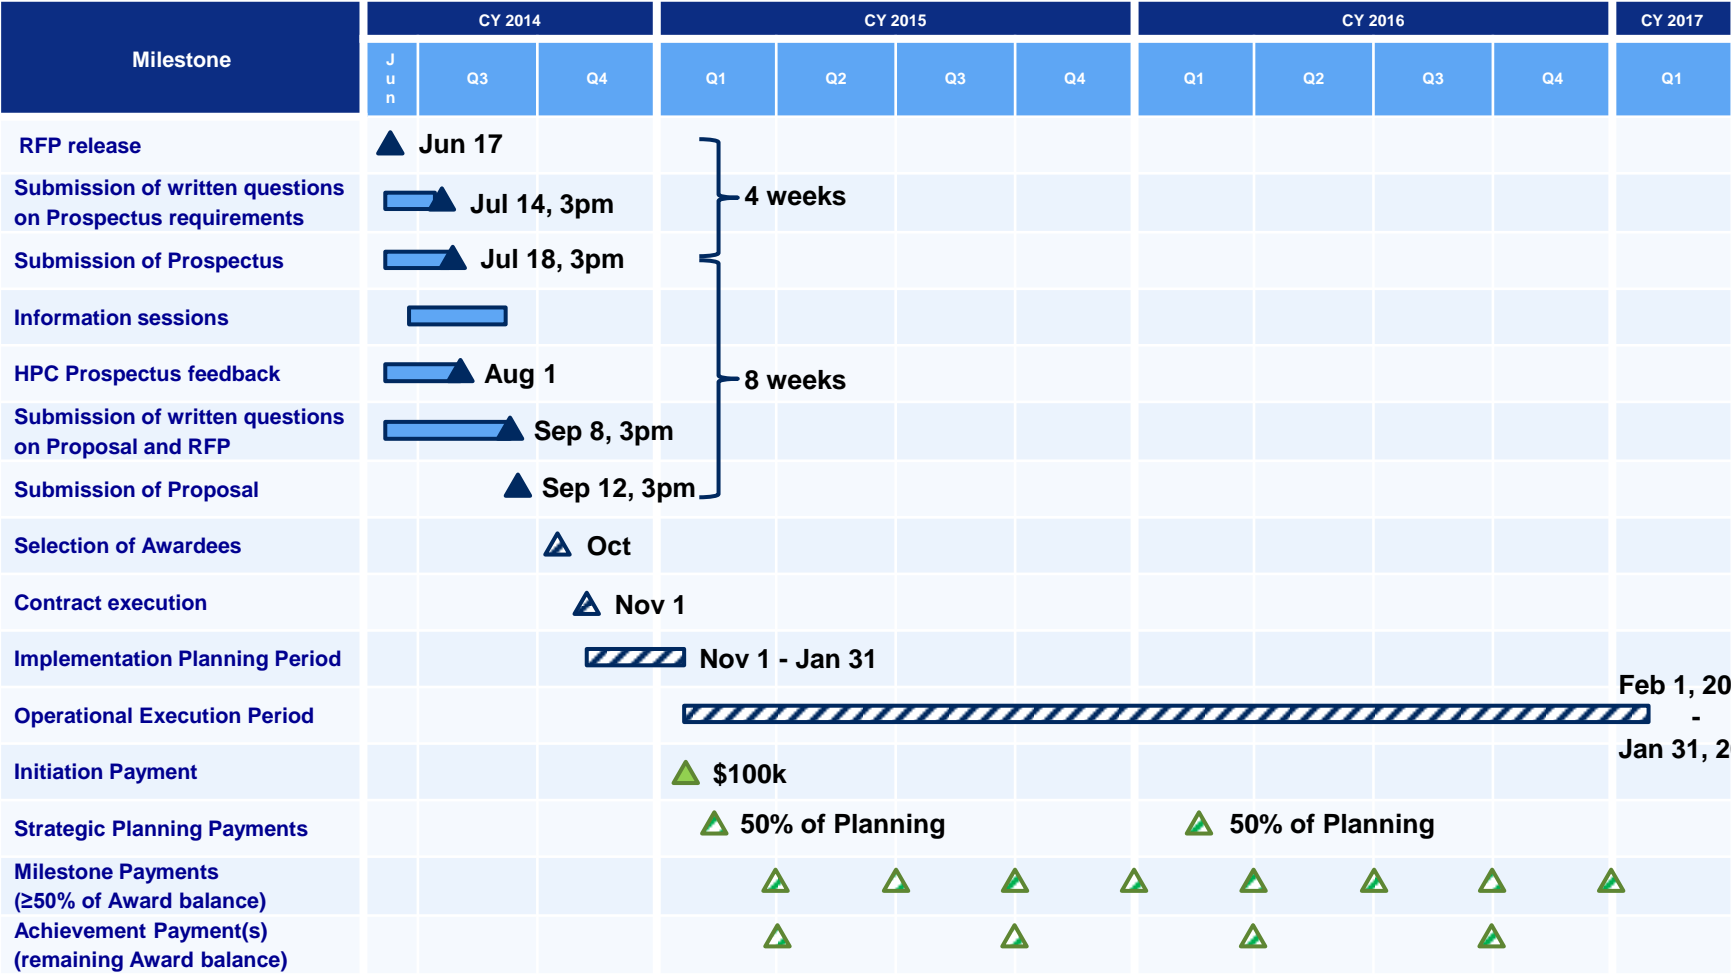 Milestone
CY 2014
CY 2015
CY 2016
CY 2017
Jun
Q3
Q4
Q1
Q2
Q3
Q4
Q1
Q2
Q3
Q4
Q1
RFP release
Jun 17
Submission of written questions
on Prospectus requirements
Jul 14, 3pm
4 weeks
Submission of Prospectus
Jul 18, 3pm
Information sessions
HPC Prospectus feedback
Aug 1
8 weeks
Submission of written questions
on Proposal and RFP
Sep 8, 3pm
Submission of Proposal
Sep 12, 3pm
Selection of Awardees
Oct
Contract execution
Nov 1
Implementation Planning Period
Nov 1 - Jan 31
Operational Execution Period
Feb 1, 20
-
Jan 31, 2
Initiation Payment
$100k
Strategic Planning Payments
50% of Planning
50% of Planning
Milestone Payments
(≥50% of Award balance)
Achievement Payment(s)
(remaining Award balance)